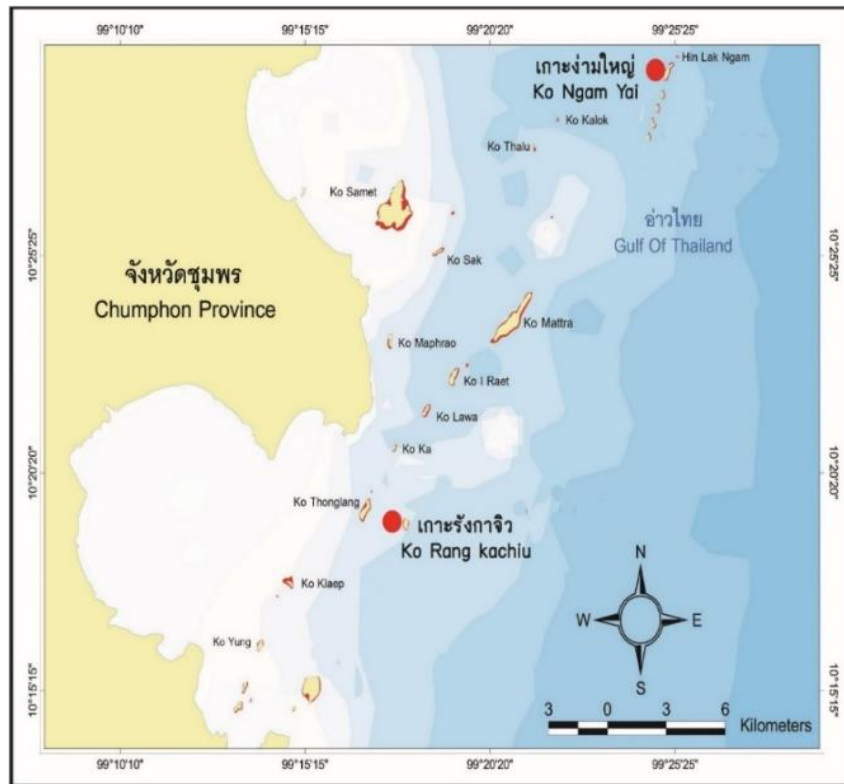 99°10'10"
99°15'15"
99°20'20"
99°25'25"
Hin Lak Ngam
เกาะง่ามใหญ่
Ko Ngam Yai
Ko Kalok
Ko Thalu
Ko Samet
อ่าวไทย
Gulf Of Thailand
10°25'25"
10°25'25"
Ko Sak
จังหวัดชุมพร
Chumphon Province
Ko Mattra
Ko Maphrao
Ko I Raet
Ko Lawa
Ko Ka
10°20'20"
10°20'20"
Ko Thonglang
เกาะรังกาจิว
Ko Rang kachiu
N
Ko Klaep
W
E
Ko Yung
S
10°15'15"
10°15'15"
3 0 3 6
Kilometers
99°10'10"
99°15'15"
99°20'20"
99°25'25"